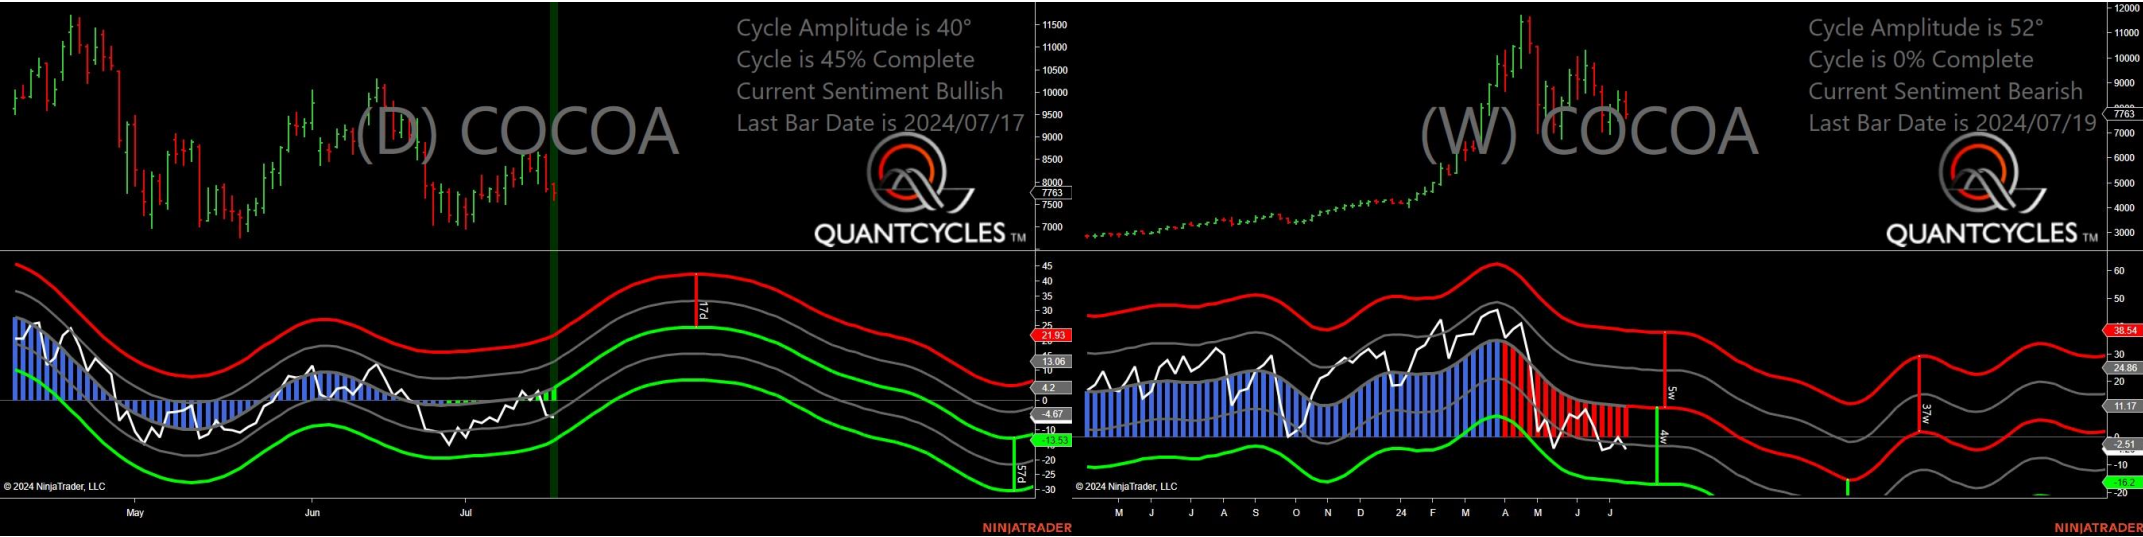 Cycle Amplitude is 40°
Cycle is 45% Complete
Current Sentiment Bullish
Last Bar Date is 2024/07/17
(D) COCOA
QUANTCYCLES TM
11500
11000
10500
10000
9500
9000
8500
8000
7763
7500
7000
45
40
35
30
25
21.93
13.06
10
4.2
0
-4.67
-10
-13.53
-20
-25
-30
17d
57d
© 2024 NinjaTrader, LLC
May Jun Jul
NINJATRADER
Cycle Amplitude is 52°
Cycle is 0% Complete
Current Sentiment Bearish
Last Bar Date is 2024/07/19
(W) COCOA
QUANTCYCLES TM
12000
11000
10000
9000
7763
7000
6000
5000
4000
3000
60
50
38.54
30
24.86
20
11.17
-2.51
-10
-16.2
-20
5w
4w
37w
© 2024 NinjaTrader, LLC
M J J A S O N D 24 F M A M J J
NINJATRADER